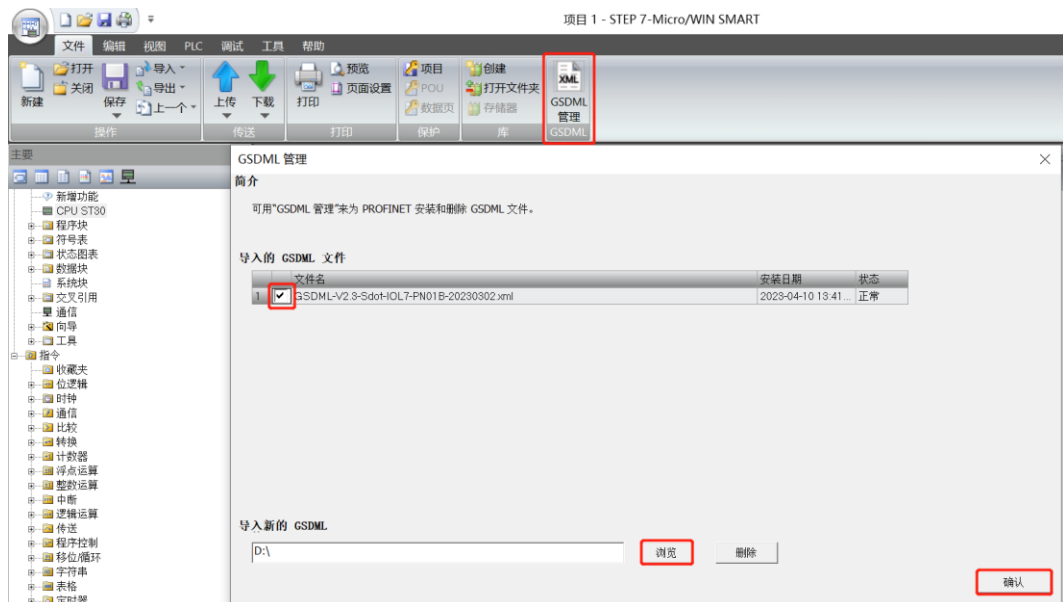 项目 1 - STEP 7-Micro/WIN SMART
文件 编辑 视图 PLC 调试 工具 帮助
新建
打开
关闭
保存
导入
导出
上一个
操作
上传 下载
传送
打印
预览
页面设置
打印
项目
POU
数据页
保护
创建
打开文件夹
存储器
库
XML
GSDML
管理
GSDML
主要
新增功能
CPU ST30
程序块
符号表
状态图表
数据块
系统块
交叉引用
通信
向导
工具
指令
收藏夹
位逻辑
时钟
通信
比较
转换
计数器
浮点运算
整数运算
中断
逻辑运算
传送
程序控制
移位/循环
字符串
表格
定时器
GSDML 管理
简介
可用“GSDML 管理”来为 PROFINET 安装和删除 GSDML 文件。
导入的 GSDML 文件
文件名 安装日期 状态
1 GSDML-V2.3-Sdot-IOL7-PN01B-20230302.xml 2023-04-10 13:41... 正常
导入新的 GSDML
D:\ 浏览 删除
确认